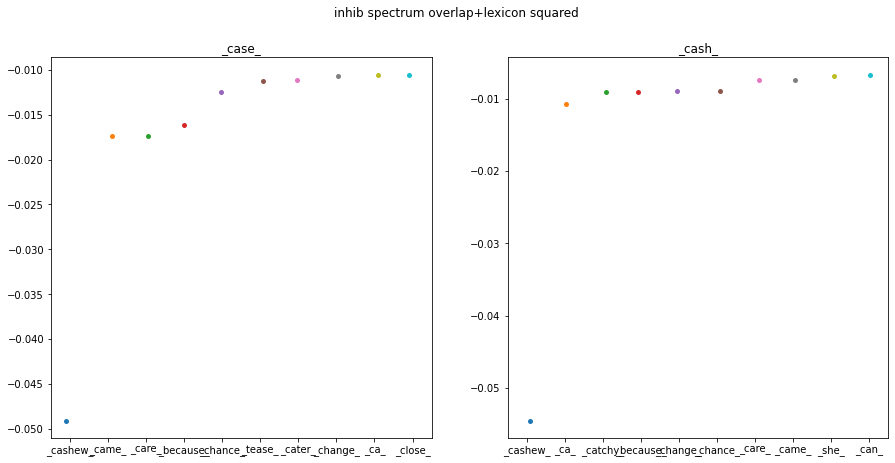 inhib spectrum overlap+lexicon squared
_case_
−0.010
−0.015
−0.020
−0.025
−0.030
−0.035
−0.040
−0.045
−0.050
_cashew_ _came_ _care_ _because_ _chance_ _tease_ _cater_ _change_ _ca_ _close_
_cash_
−0.01
−0.02
−0.03
−0.04
−0.05
_cashew_ _ca_ _catchy_ _because_ _change_ _chance_ _care_ _came_ _she_ _can_